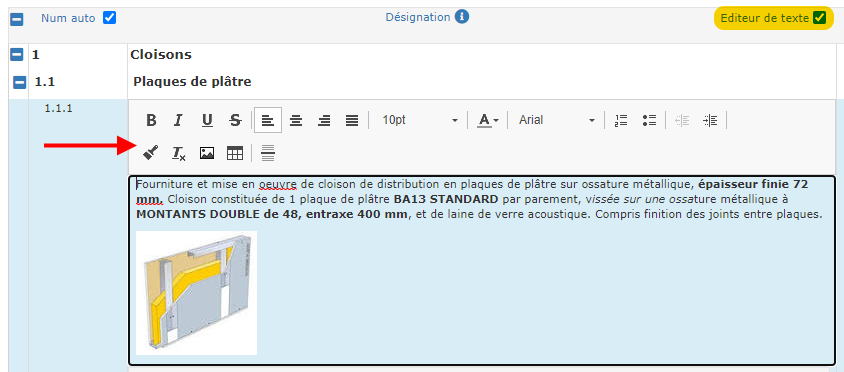 Num auto Désignation Editeur de texte
1 Cloisons
1.1 Plaques de plâtre
1.1.1
B I U S 10pt A Arial
Tx
Fourniture et mise en oeuvre de cloison de distribution en plaques de plâtre sur ossature métallique, épaisseur finie 72
mm. Cloison constituée de 1 plaque de plâtre BA13 STANDARD par parement, vissée sur une ossature métallique à
MONTANTS DOUBLE de 48, entraxe 400 mm, et de laine de verre acoustique. Compris finition des joints entre plaques.